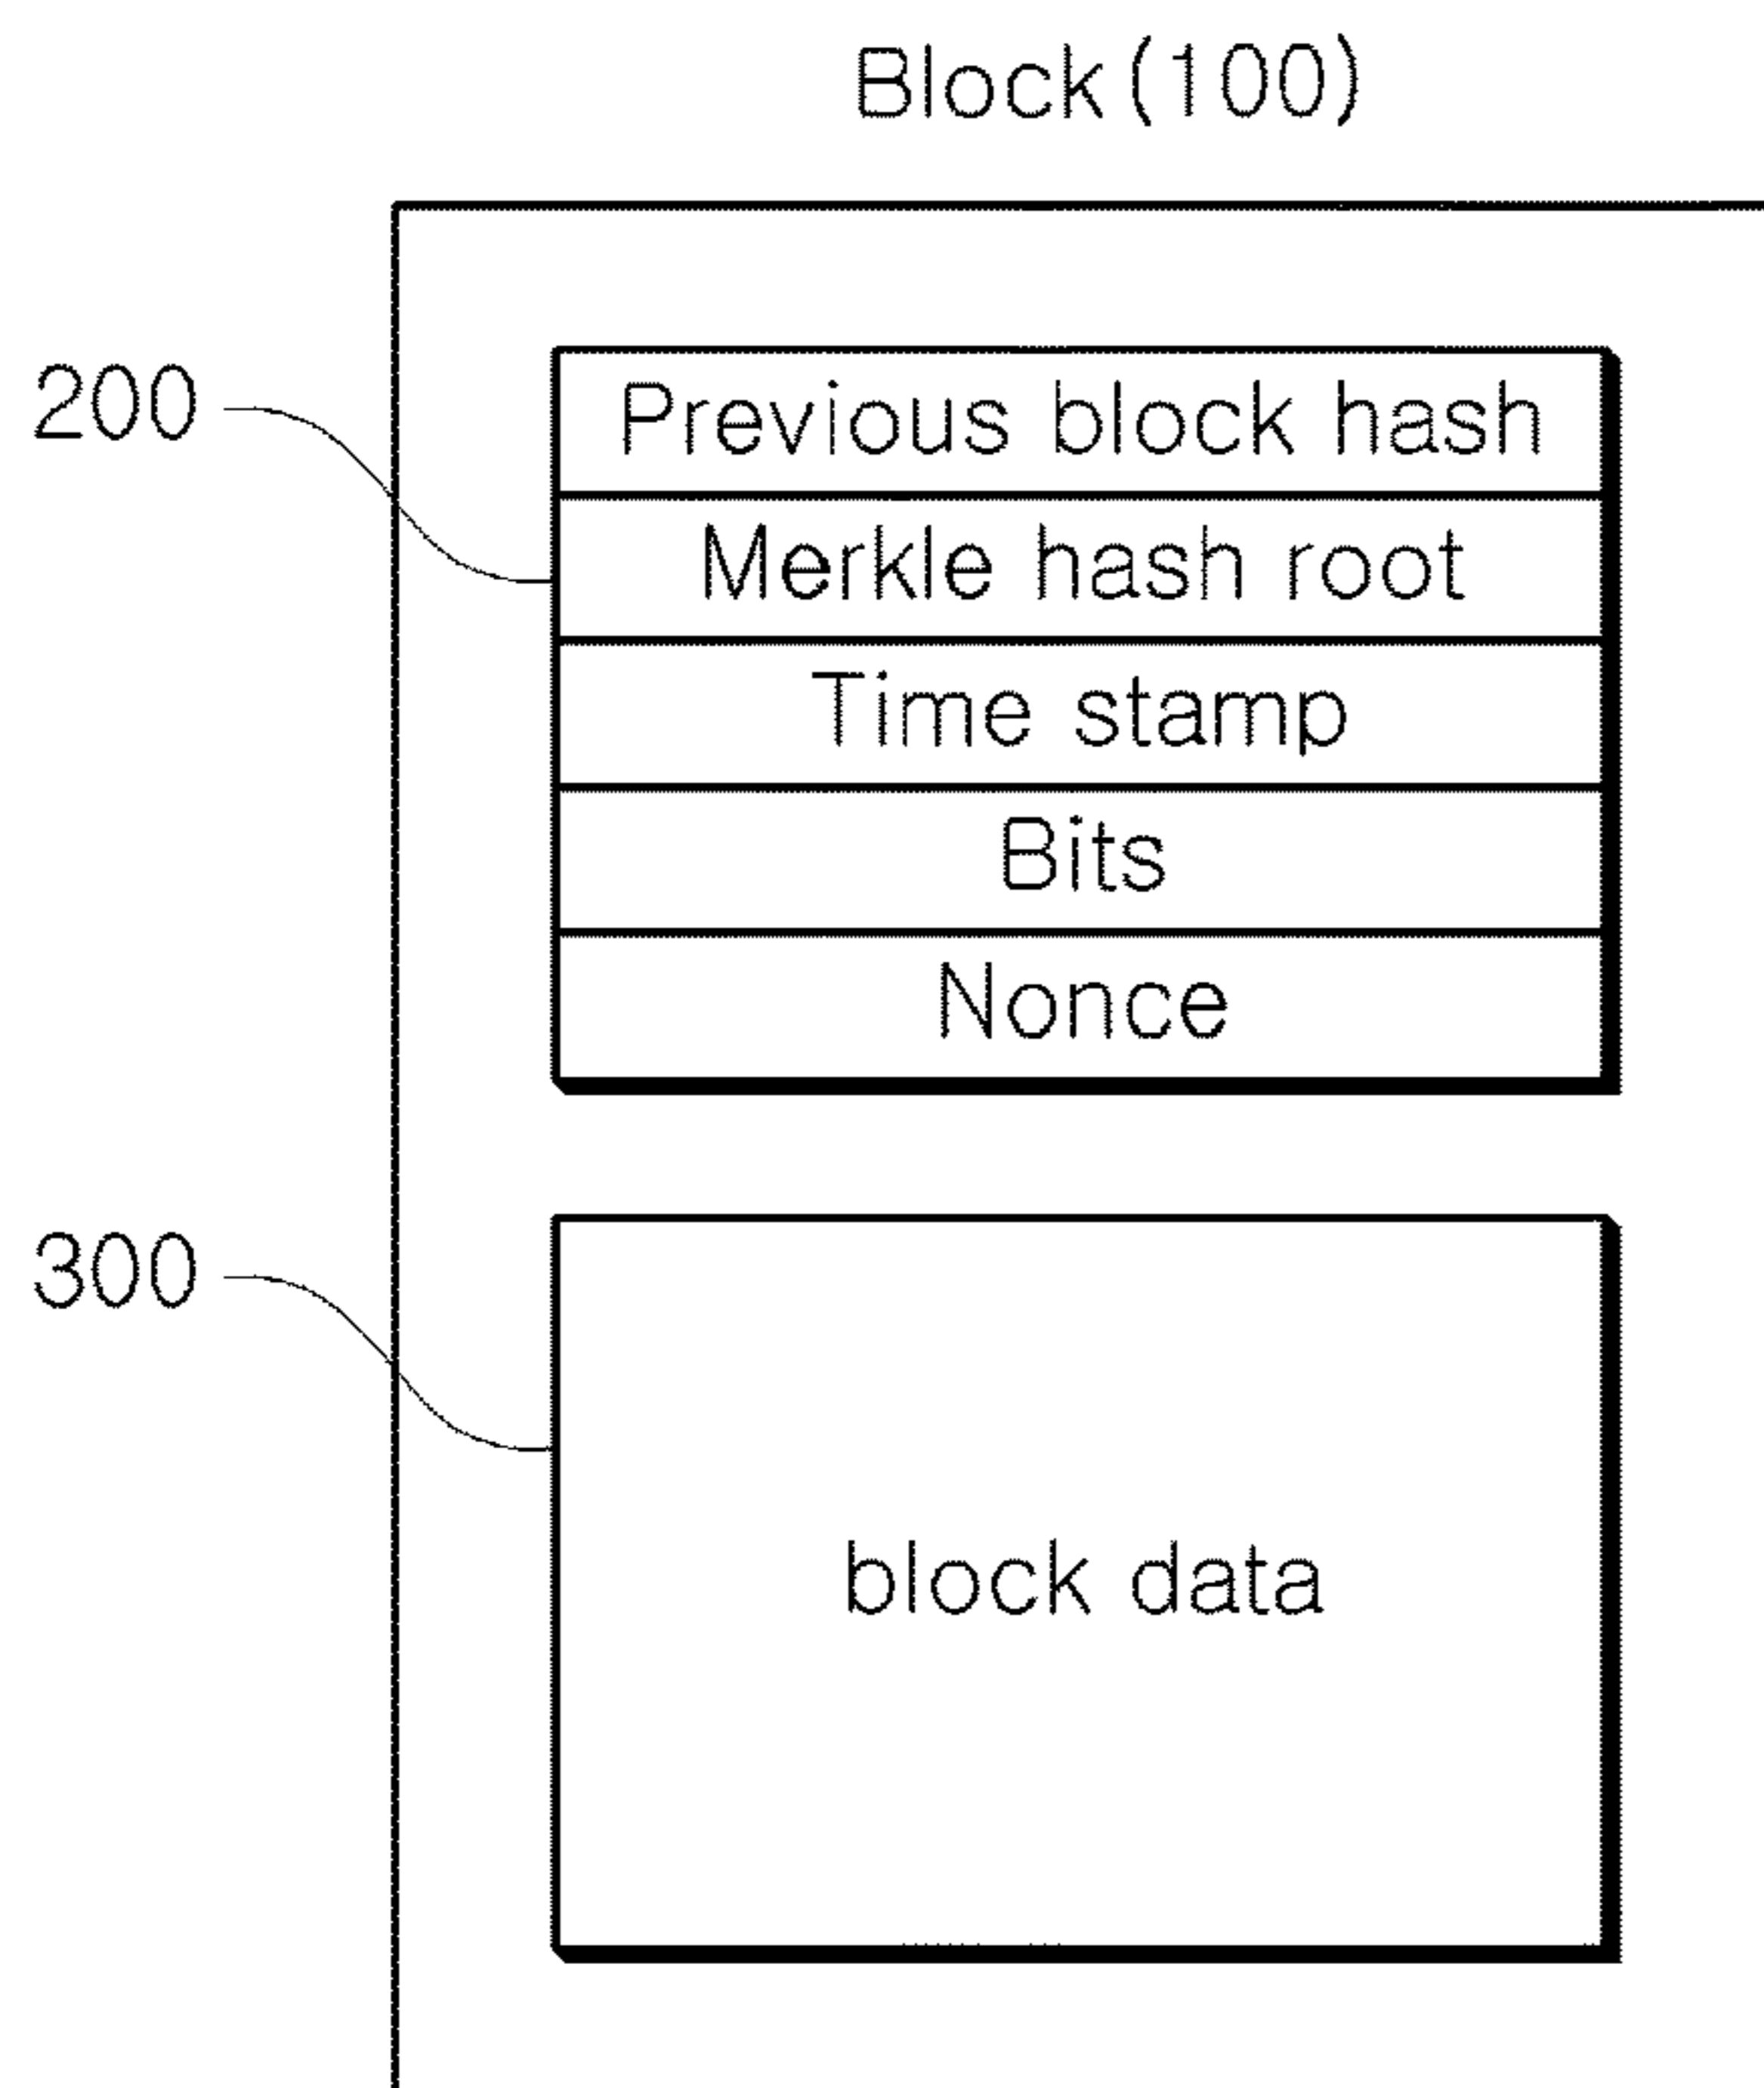 Block(100)
200
Previous block hash
Merkle hash root
Time stamp
Bits
Nonce
300
block data